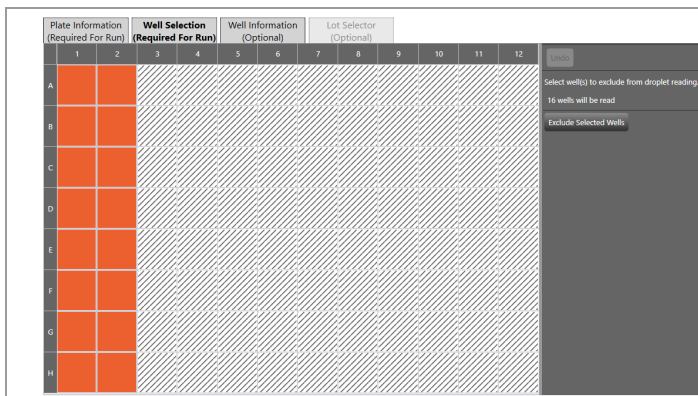 Plate Information
(Required For Run)
Well Selection
(Required For Run)
Well Information
(Optional)
Lot Selector
(Optional)
1 2 3 4 5 6 7 8 9 10 11 12
Undo
Select well(s) to exclude from droplet reading.
16 wells will be read
Exclude Selected Wells
A
B
C
D
E
F
G
H